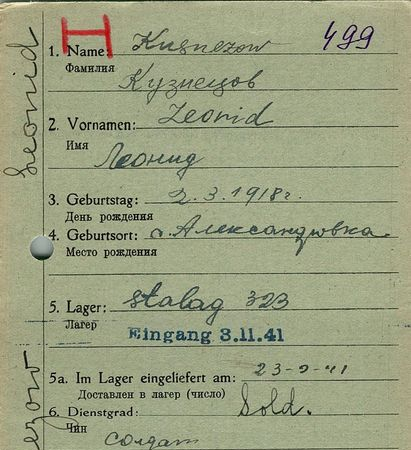 H
499
1. Name: Kusnezow
Фамилия
Кузнецов
2. Vornamen: Leonid
Имя
Леонид
3. Geburtstag: 2.3.1918г.
День рождения
4. Geburtsort: с. Александровка
Место рождения
5. Lager: Stalag 323
Лагер
Eingang 3.11.41
5a. Im Lager eingeliefert am: 23-9-41
Доставлен в лагер (число)
6. Dienstgrad: Sold.
Чин
солдат
Leonid